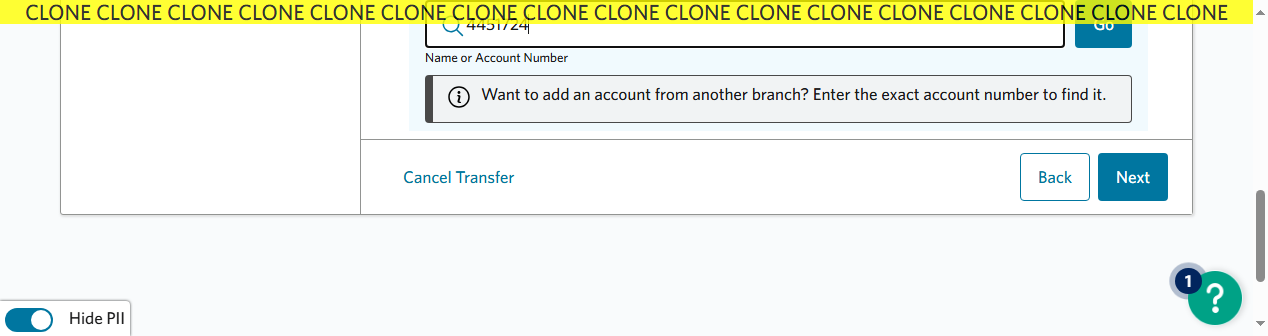 CLONE CLONE CLONE CLONE CLONE CLONE CLONE CLONE CLONE CLONE CLONE CLONE CLONE CLONE CLONE CLONE CLONE
4451724
Go
Name or Account Number
Want to add an account from another branch? Enter the exact account number to find it.
Cancel Transfer
Back
Next
1
?
Hide PII